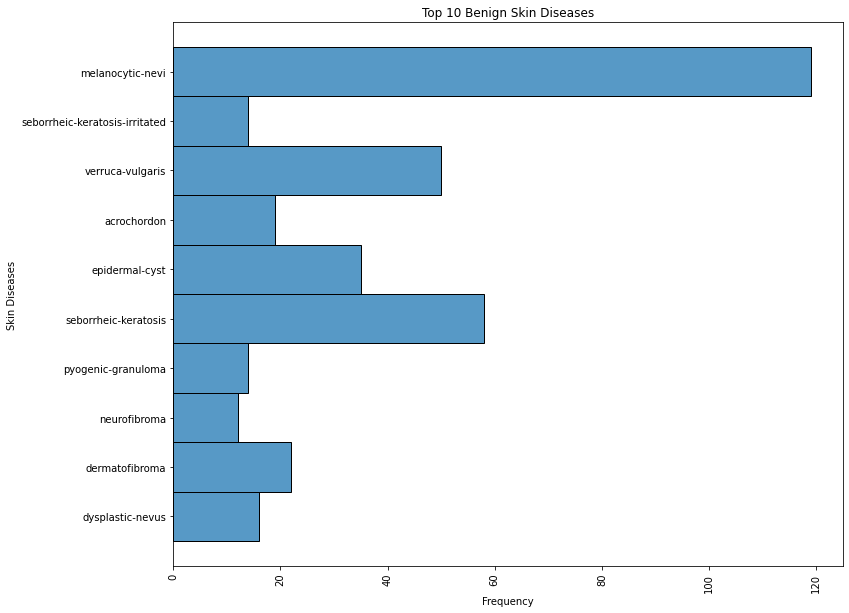 Top 10 Benign Skin Diseases
Skin Diseases
melanocytic-nevi
seborrheic-keratosis-irritated
verruca-vulgaris
acrochordon
epidermal-cyst
seborrheic-keratosis
pyogenic-granuloma
neurofibroma
dermatofibroma
dysplastic-nevus
0 20 40 60 80 100 120
Frequency